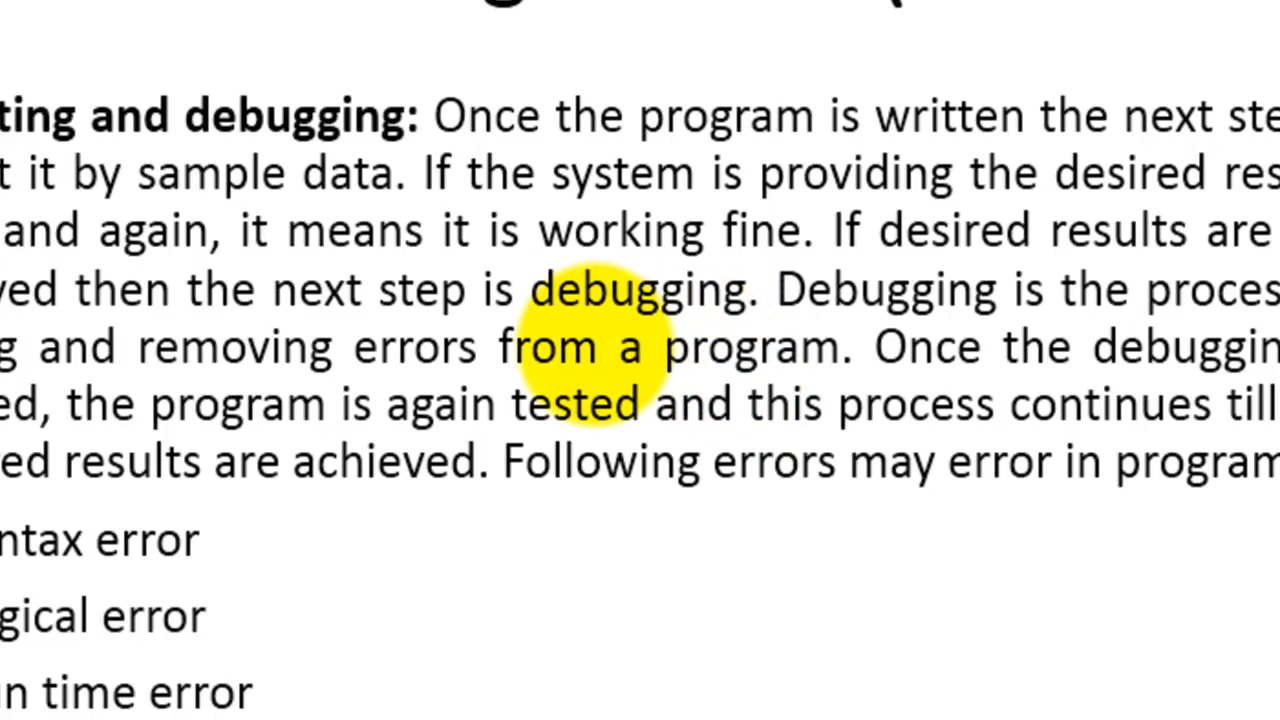 ting and debugging: Once the program is written the next ste
t it by sample data. If the system is providing the desired res
and again, it means it is working fine. If desired results are
ved then the next step is debugging. Debugging is the proces
g and removing errors from a program. Once the debuggin
ed, the program is again tested and this process continues till
ed results are achieved. Following errors may error in program
ntax error
gical error
n time error